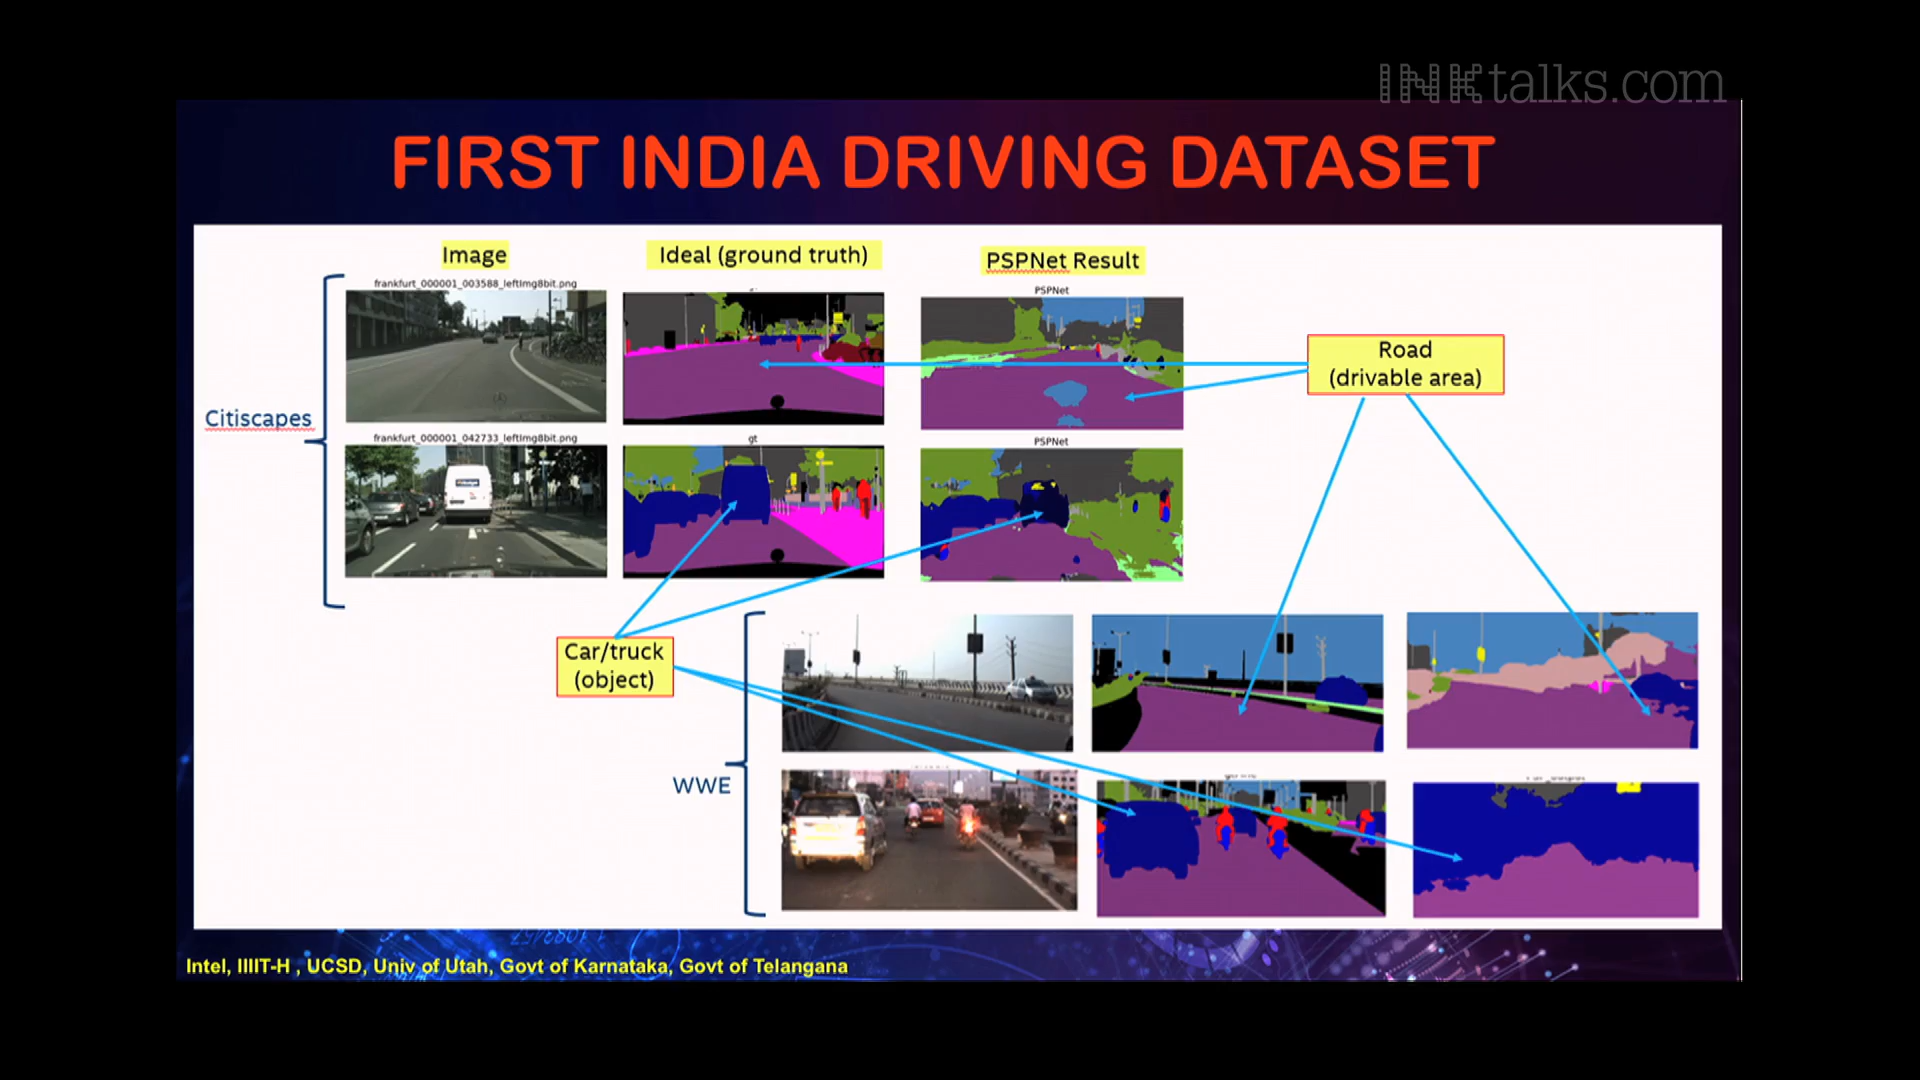 INKtalks.com
FIRST INDIA DRIVING DATASET
Image
Ideal (ground truth)
PSPNet Result
frankfurt_000001_003588_leftImg8bit.png
PSPNet
Road
(drivable area)
Citiscapes
frankfurt_000001_042733_leftImg8bit.png
gt
PSPNet
Car/truck
(object)
WWE
Intel, IIIIT-H , UCSD, Univ of Utah, Govt of Karnataka, Govt of Telangana